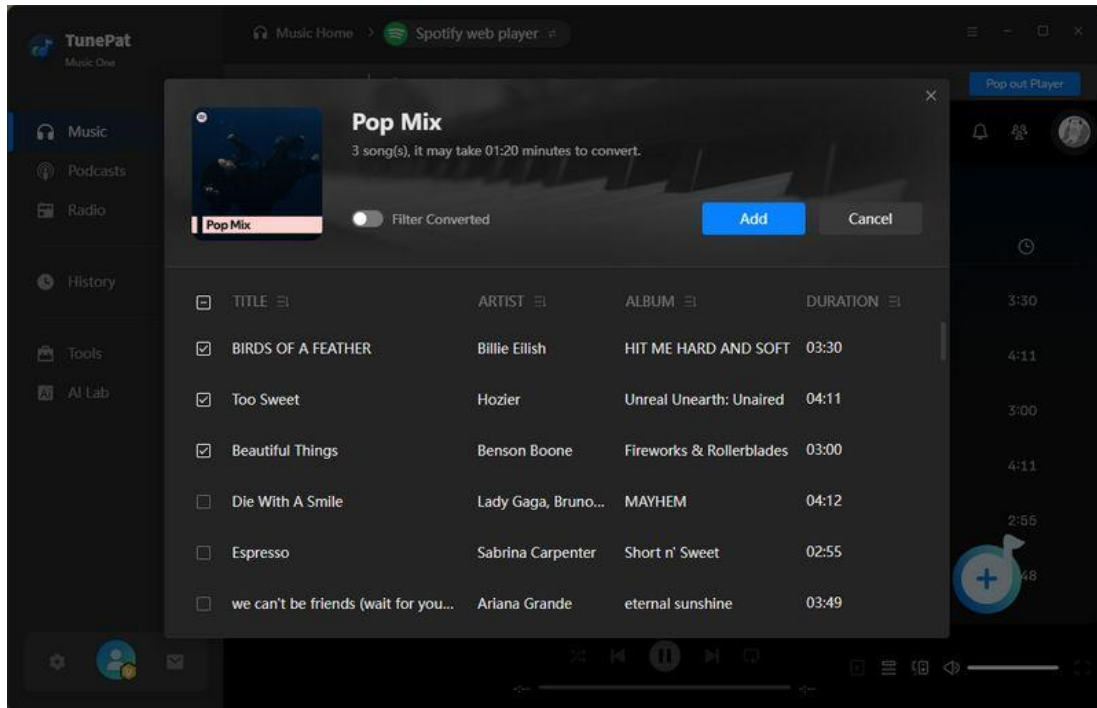 TunePat
Music One
Music Home > Spotify web player
Pop out Player
Music
Podcasts
Radio
History
Tools
AI Lab
Pop Mix
Pop Mix
3 song(s), it may take 01:20 minutes to convert.
Filter Converted
Add
Cancel
TITLE ARTIST ALBUM DURATION
BIRDS OF A FEATHER Billie Eilish HIT ME HARD AND SOFT 03:30
Too Sweet Hozier Unreal Unearth: Unaired 04:11
Beautiful Things Benson Boone Fireworks & Rollerblades 03:00
Die With A Smile Lady Gaga, Bruno... MAYHEM 04:12
Espresso Sabrina Carpenter Short n' Sweet 02:55
we can't be friends (wait for you... Ariana Grande eternal sunshine 03:49
3:30
4:11
3:00
4:11
2:55
48
-:--
-:--